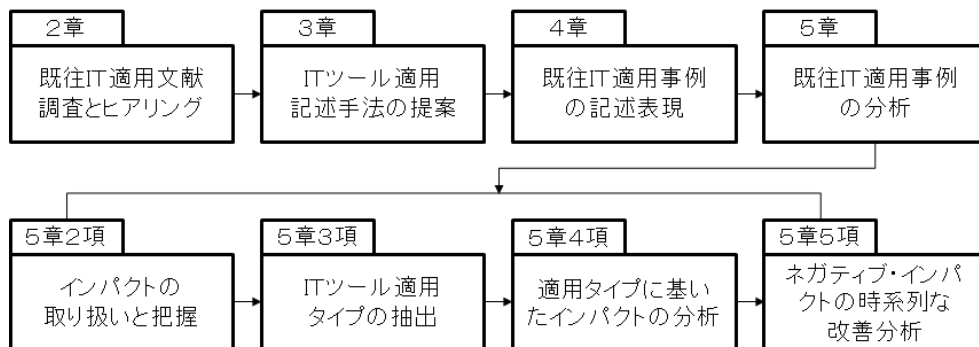 2章
既往IT適用文献
調査とヒアリング
3章
ITツール適用
記述手法の提案
4章
既往IT適用事例
の記述表現
5章
既往IT適用事例
の分析
5章2項
インパクトの
取り扱いと把握
5章3項
ITツール適用
タイプの抽出
5章4項
適用タイプに基い
たインパクトの分析
5章5項
ネガティブ・インパ
クトの時系列な
改善分析